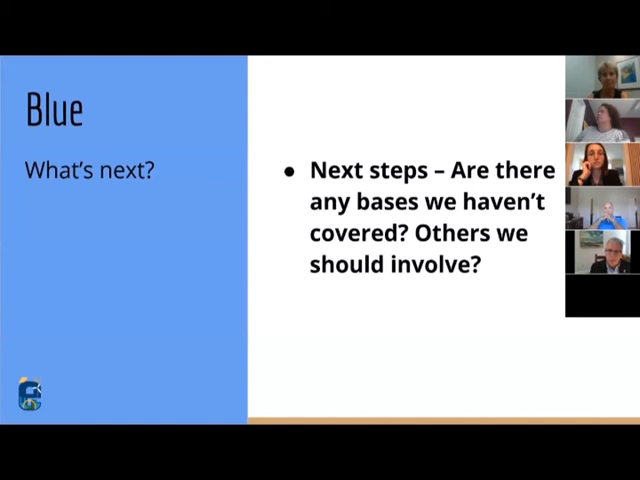 Blue
What's next?
● Next steps – Are there
any bases we haven't
covered? Others we
should involve?